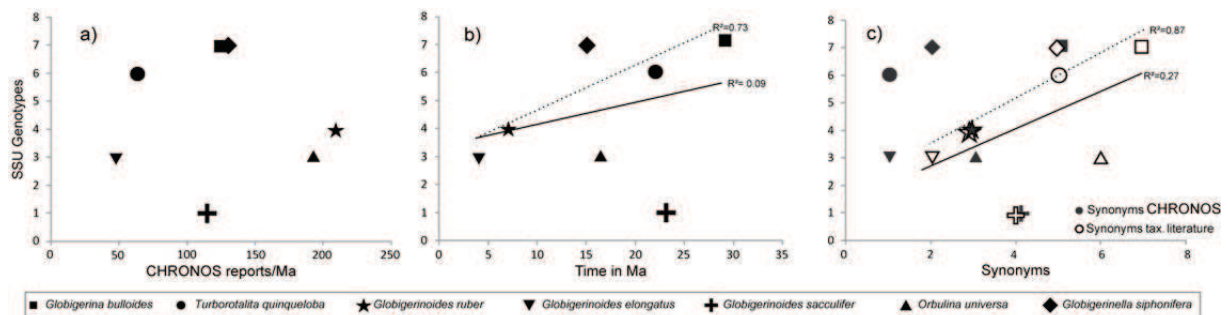 a)
SSU Genotypes
8
7
6
5
4
3
2
1
0
0 50 100 150 200 250
CHRONOS reports/Ma
b)
R²=0.73
R²= 0.09
8
7
6
5
4
3
2
1
0
0 5 10 15 20 25 30 35
Time in Ma
c)
R²=0.87
R²=0,27
8
7
6
5
4
3
2
1
0
0 2 4 6 8
Synonyms
Synonyms CHRONOS
Synonyms tax. literature
Globigerina bulloides Turborotalita quinqueloba Globigerinoides ruber Globigerinoides elongatus Globigerinoides sacculifer Orbulina universa Globigerinella siphonifera